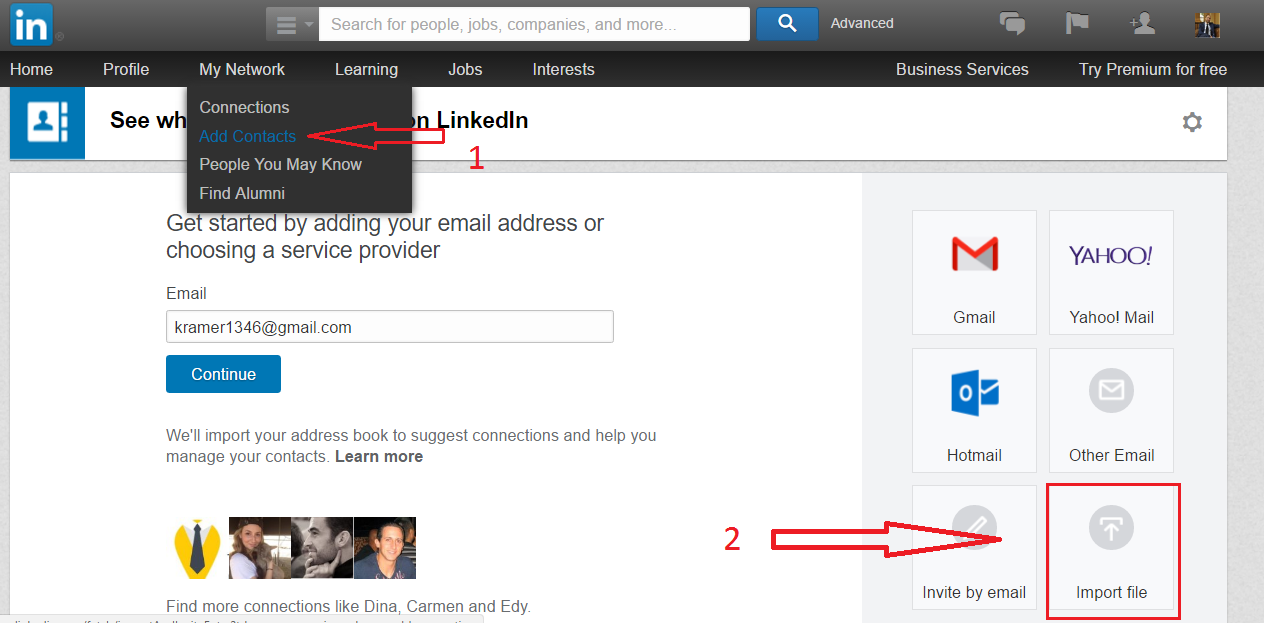 in
Search for people, jobs, companies, and more...
Advanced
Home Profile My Network Learning Jobs Interests Business Services Try Premium for free
See wh on LinkedIn
Connections
Add Contacts
1
People You May Know
Find Alumni
Get started by adding your email address or
choosing a service provider
Email
kramer1346@gmail.com
Continue
We'll import your address book to suggest connections and help you
manage your contacts. Learn more
Find more connections like Dina, Carmen and Edy.
Gmail
YAHOO!
Yahoo! Mail
Hotmail
Other Email
2
Invite by email
Import file